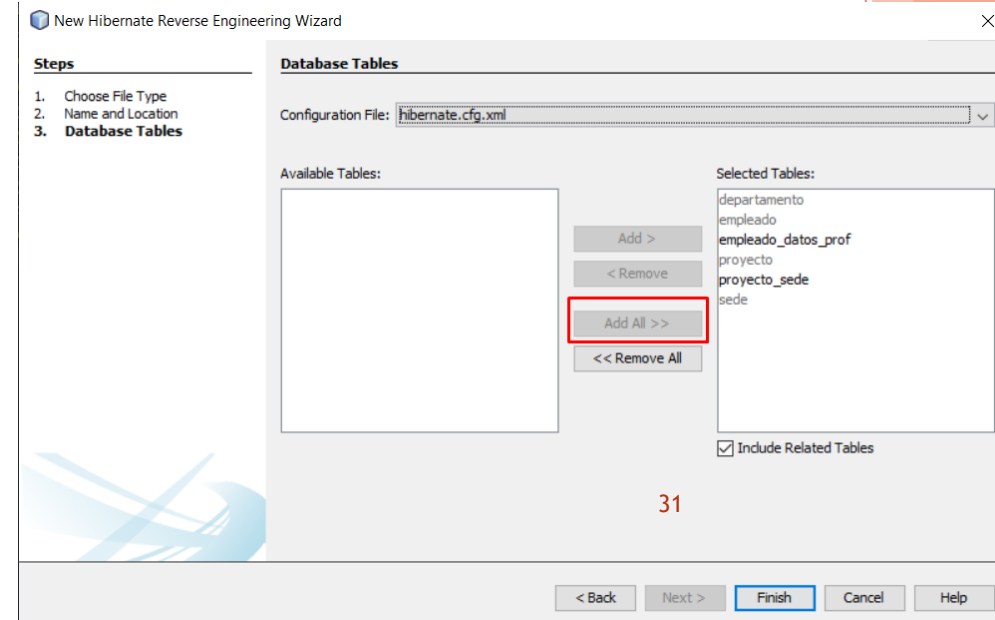 New Hibernate Reverse Engineering Wizard
Steps
1. Choose File Type
2. Name and Location
3. Database Tables
Database Tables
Configuration File: hibernate.cfg.xml
Available Tables:
Add >
< Remove
Add All >>
<< Remove All
Selected Tables:
departamento
empleado
empleado_datos_prof
proyecto
proyecto_sede
sede
Include Related Tables
31
< Back Next > Finish Cancel Help